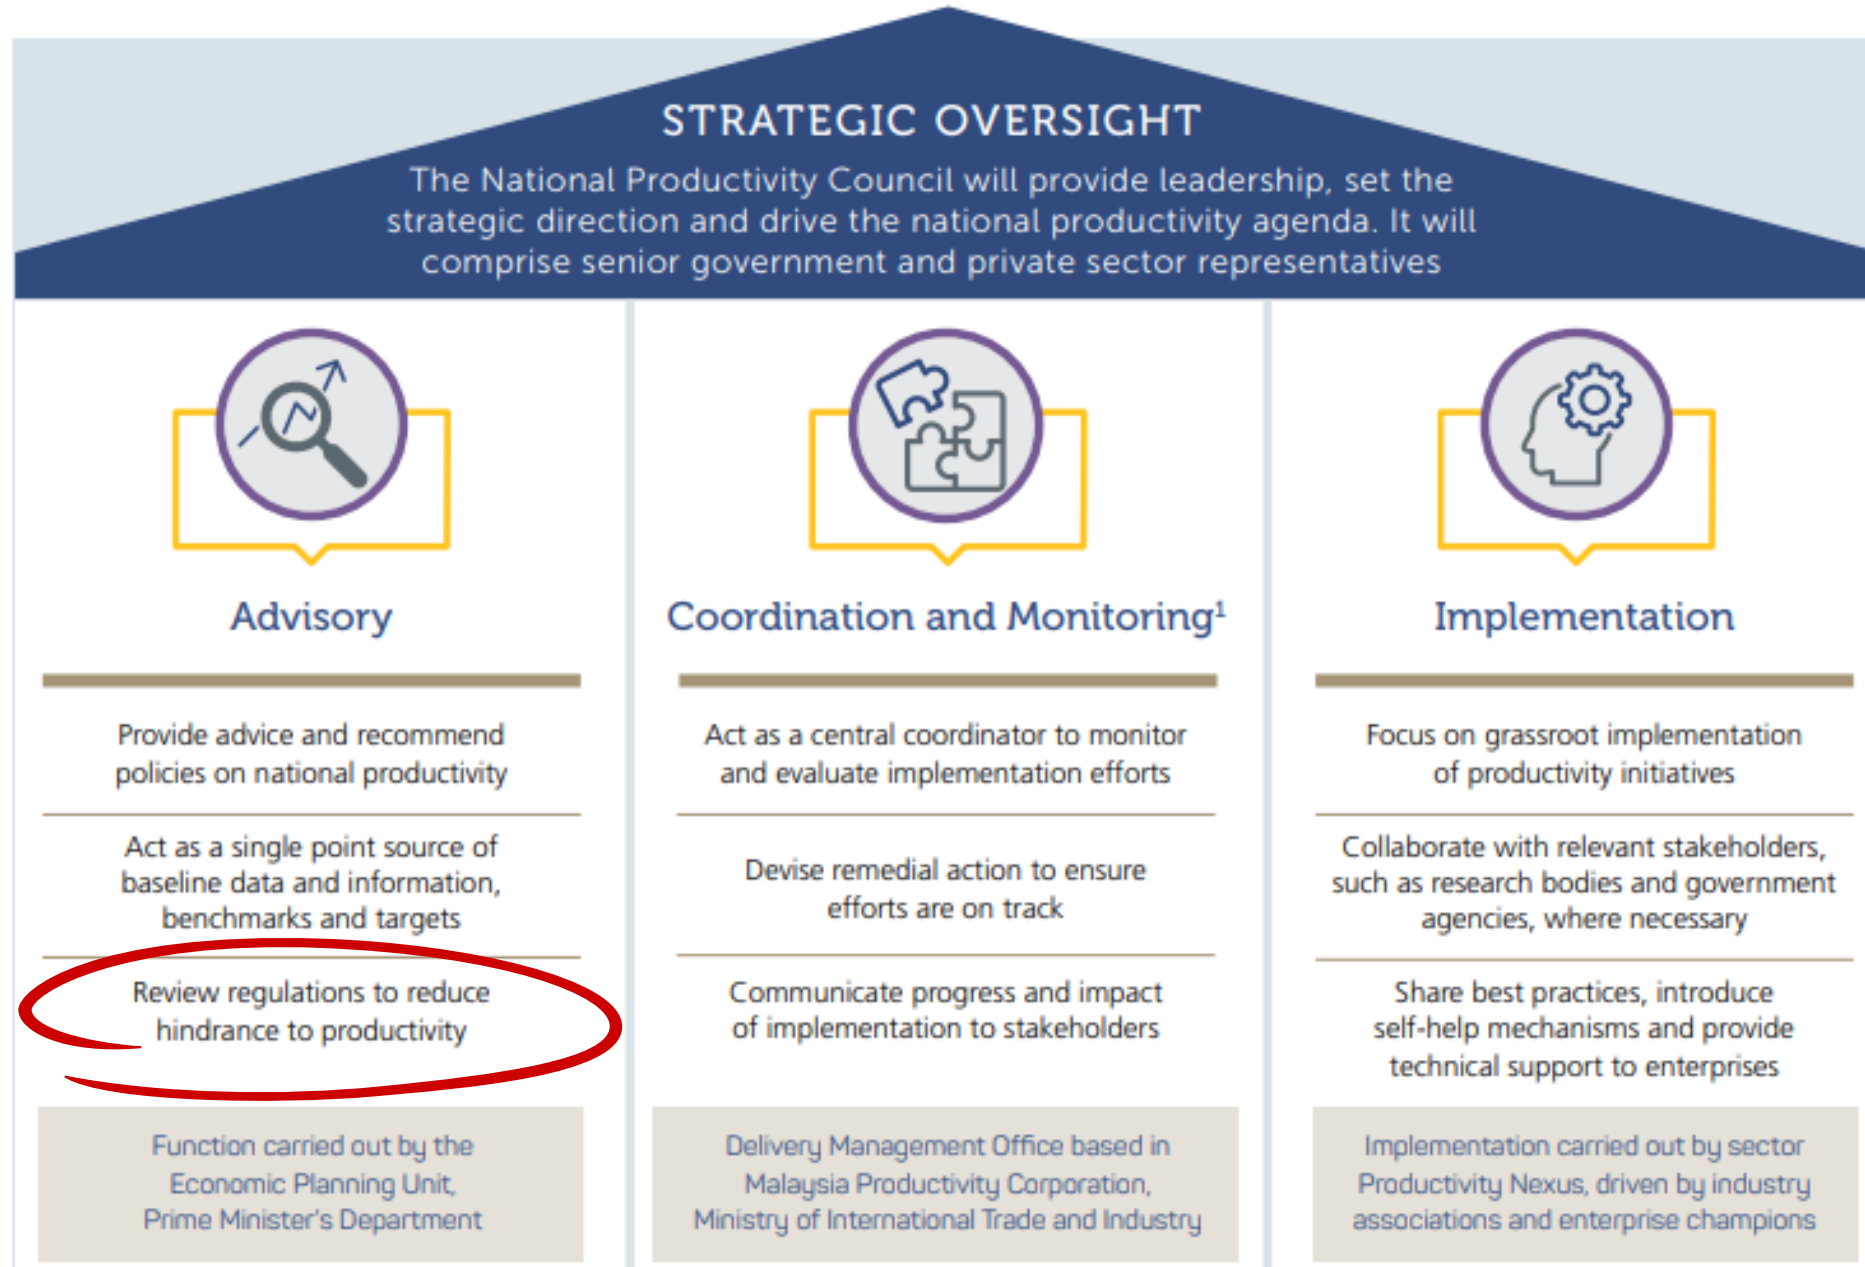 STRATEGIC OVERSIGHT
The National Productivity Council will provide leadership, set the
strategic direction and drive the national productivity agenda. It will
comprise senior government and private sector representatives
Advisory
Provide advice and recommend
policies on national productivity
Act as a single point source of
baseline data and information,
benchmarks and targets
Review regulations to reduce
hindrance to productivity
Function carried out by the
Economic Planning Unit,
Prime Minister's Department
Coordination and Monitoring¹
Act as a central coordinator to monitor
and evaluate implementation efforts
Devise remedial action to ensure
efforts are on track
Communicate progress and impact
of implementation to stakeholders
Delivery Management Office based in
Malaysia Productivity Corporation,
Ministry of International Trade and Industry
Implementation
Focus on grassroot implementation
of productivity initiatives
Collaborate with relevant stakeholders,
such as research bodies and government
agencies, where necessary
Share best practices, introduce
self-help mechanisms and provide
technical support to enterprises
Implementation carried out by sector
Productivity Nexus, driven by industry
associations and enterprise champions